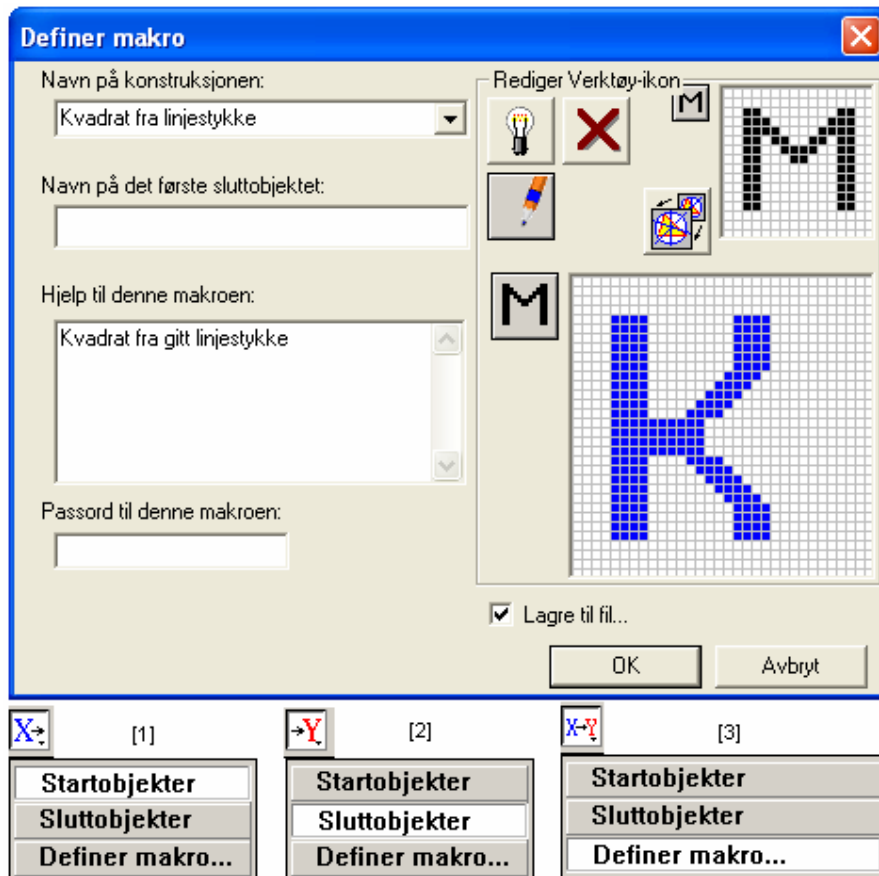 Definer makro
Navn på konstruksjonen:
Kvadrat fra linjestykke
Navn på det første sluttobjektet:
Hjelp til denne makroen:
Kvadrat fra gitt linjestykke
Passord til denne makroen:
Rediger Verktøy-ikon
M
M
M
K
Lagre til fil...
OK
Avbryt
X→
[1]
Startobjekter
Sluttobjekter
Definer makro...
→Y
[2]
Startobjekter
Sluttobjekter
Definer makro...
X→Y
[3]
Startobjekter
Sluttobjekter
Definer makro...